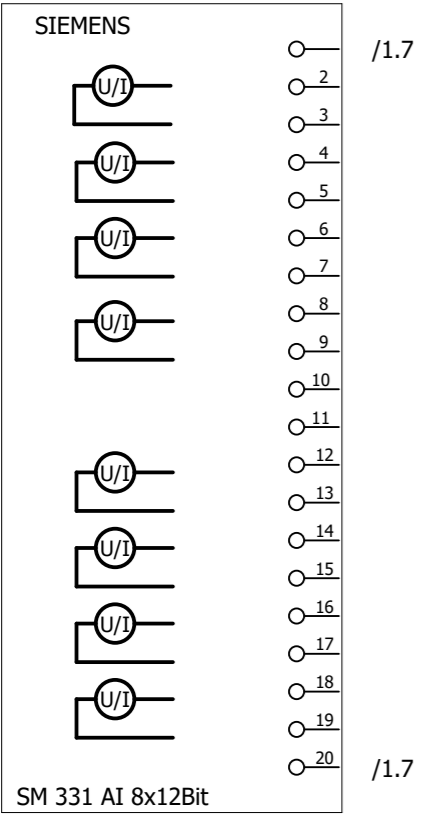 SIEMENS
/1.7
U/I 2
3
U/I 4
5
U/I 6
7
U/I 8
9
10
11
U/I 12
13
U/I 14
15
U/I 16
17
U/I 18
19
20 /1.7
SM 331 AI 8x12Bit